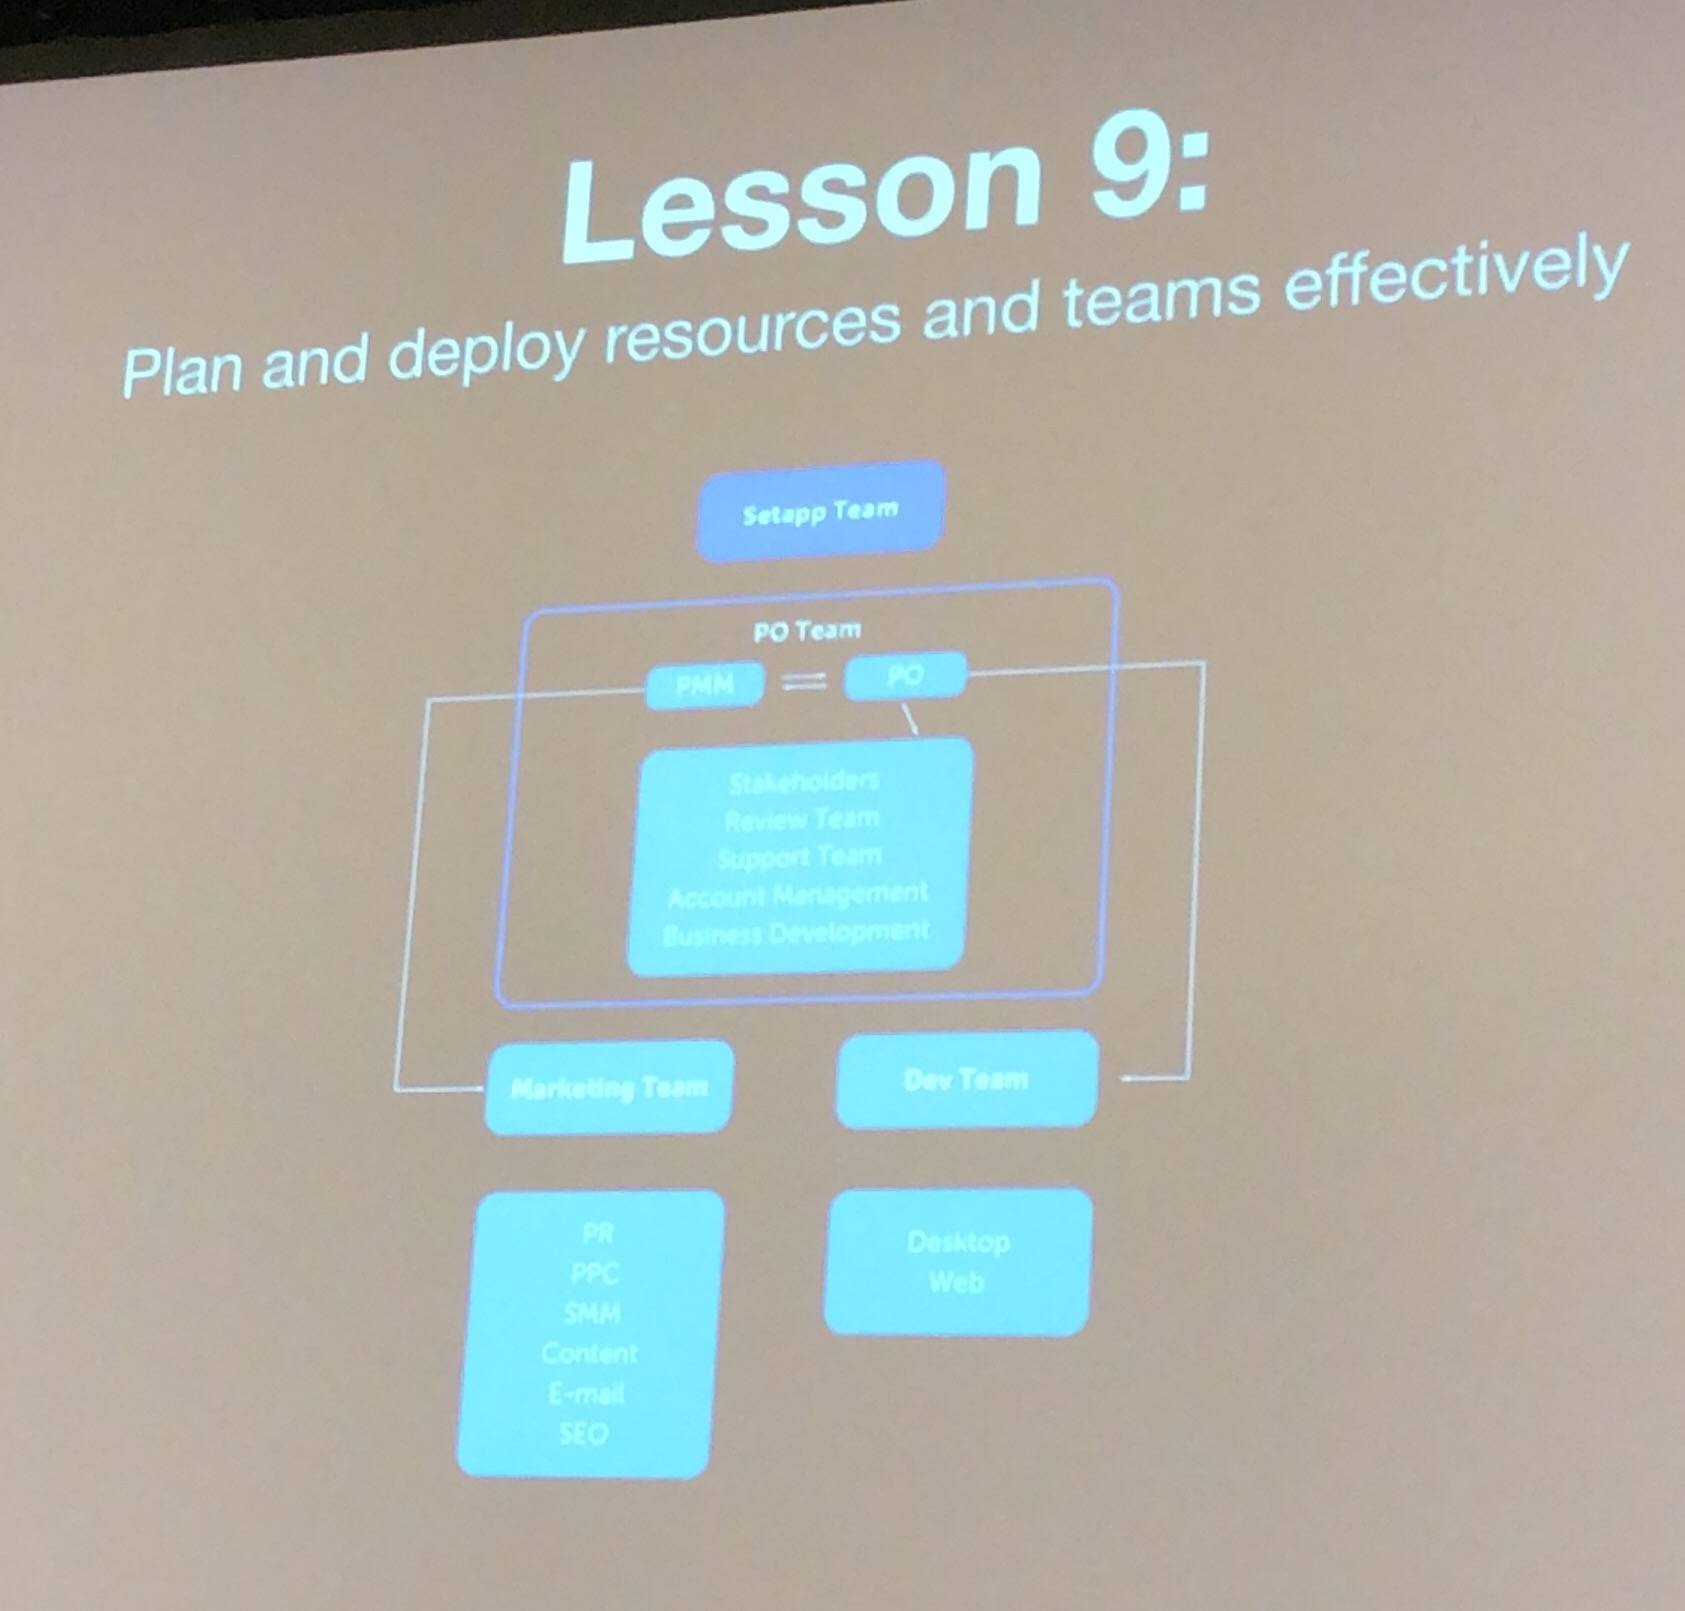 Lesson 9:
Plan and deploy resources and teams effectively
Setapp Team
PO Team
PMM
PO
Stakeholders
Review Team
Support Team
Account Management
Business Development
Marketing Team
Dev Team
PR
PPC
SMM
Content
E-mail
SEO
Desktop
Web